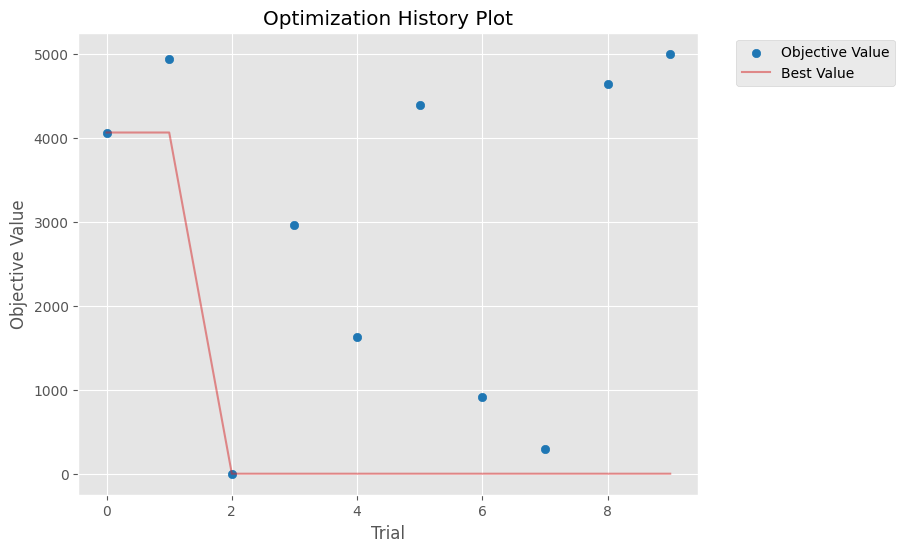 Optimization History Plot
Objective Value
Best Value
Objective Value
5000
4000
3000
2000
1000
0
0 2 4 6 8
Trial